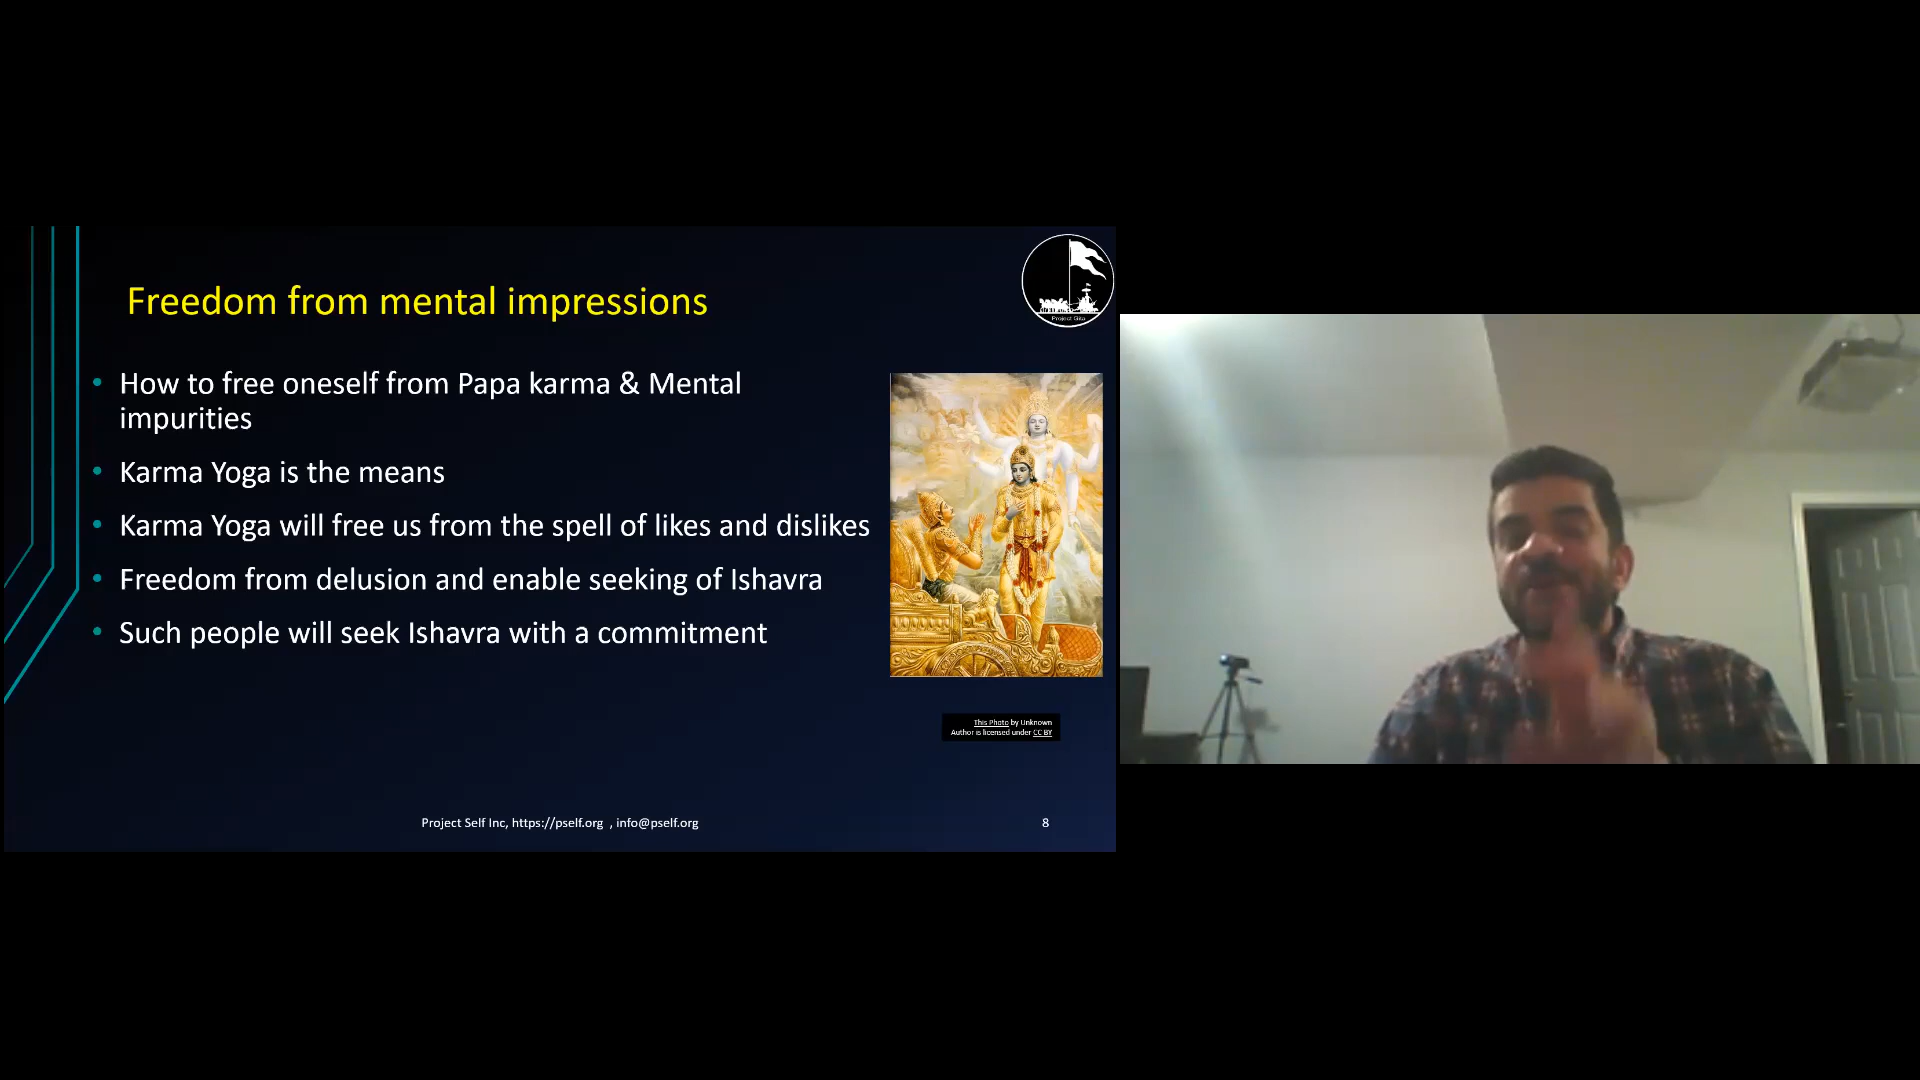 Project Gita
Freedom from mental impressions
• How to free oneself from Papa karma & Mental
impurities
• Karma Yoga is the means
• Karma Yoga will free us from the spell of likes and dislikes
• Freedom from delusion and enable seeking of Ishavra
• Such people will seek Ishavra with a commitment
This Photo by Unknown
Author is licensed under CC BY
Project Self Inc, https://pself.org , info@pself.org
8